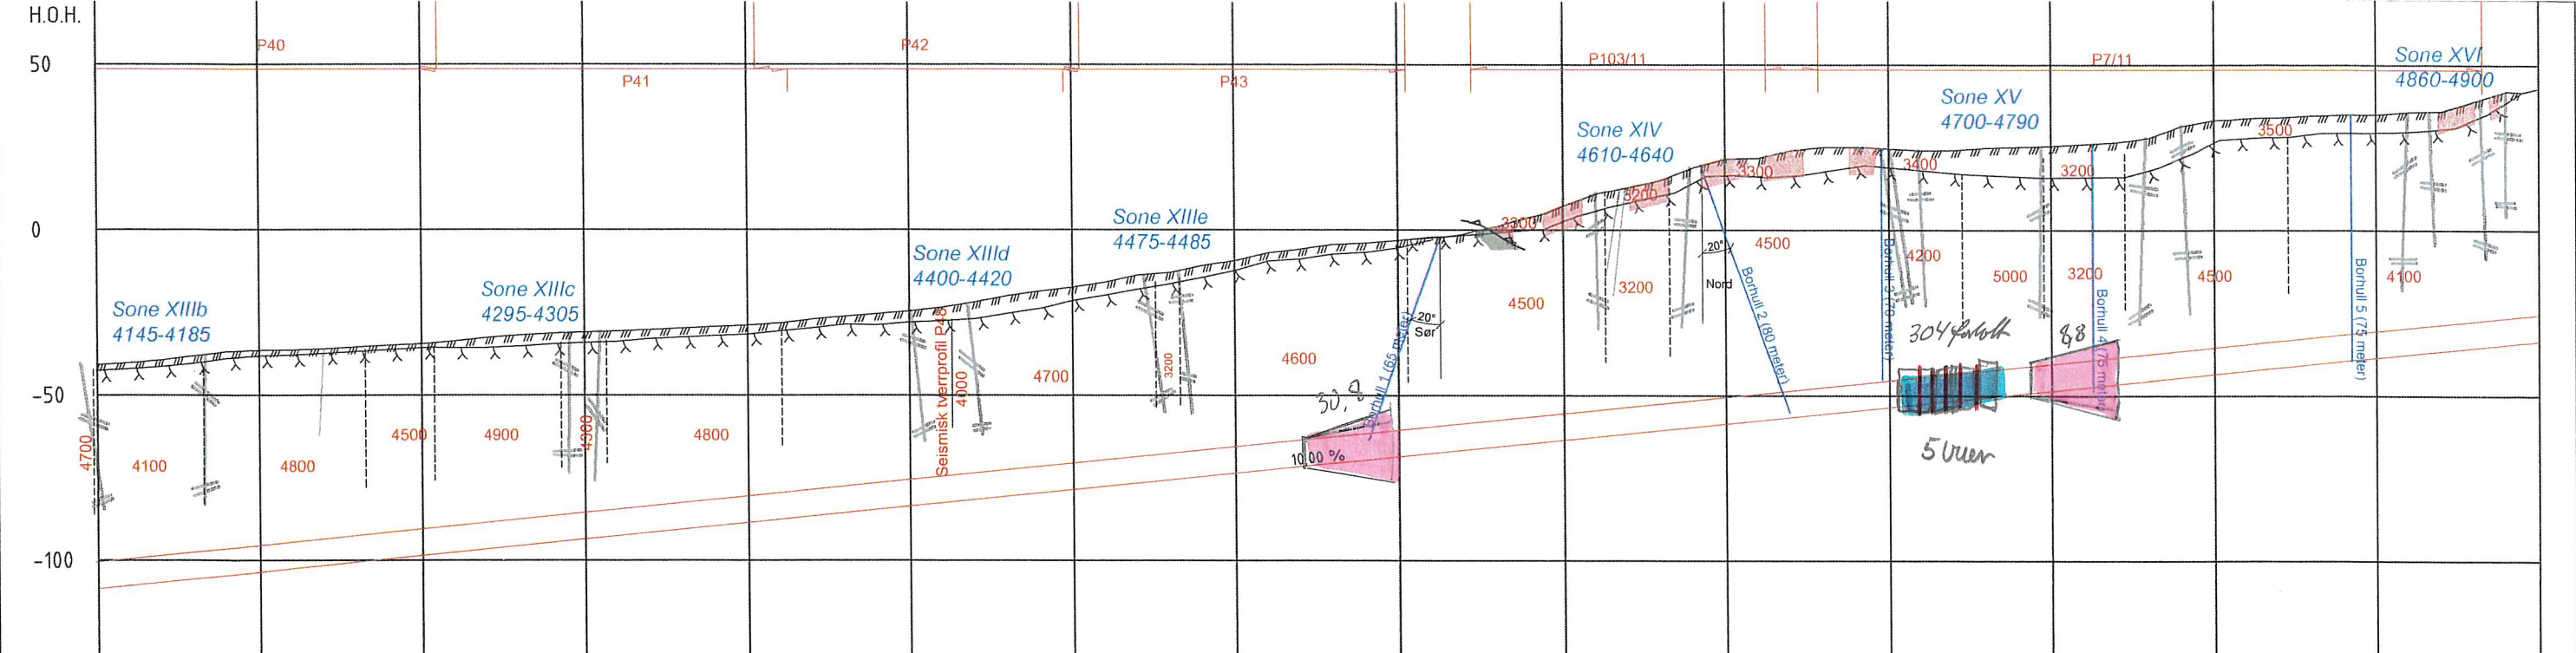 H.O.H.
P40
P41
P42
P43
P103/11
P7/11
50
0
-50
-100
Sone XIIIb
4145-4185
Sone XIIIc
4295-4305
Sone XIIId
4400-4420
Sone XIIIe
4475-4485
Sone XIV
4610-4640
Sone XV
4700-4790
Sone XVI
4860-4900
3300
3200
3300
3400
3200
3500
4700
4100
4800
4500
4900
4300
4800
Seismisk tverrprofil P48
4000
4700
3200
4600
30,8
10.00 %
Borhull 1 (65 meter)
20°
Sør
4500
3200
20°
Nord
4500
Borhull 2 (80 meter)
Borhull 3 (70 meter)
4200
5000
3200
Borhull 4 (75 meter)
4500
Borhull 5 (75 meter)
4100
304
8,8
5 buer